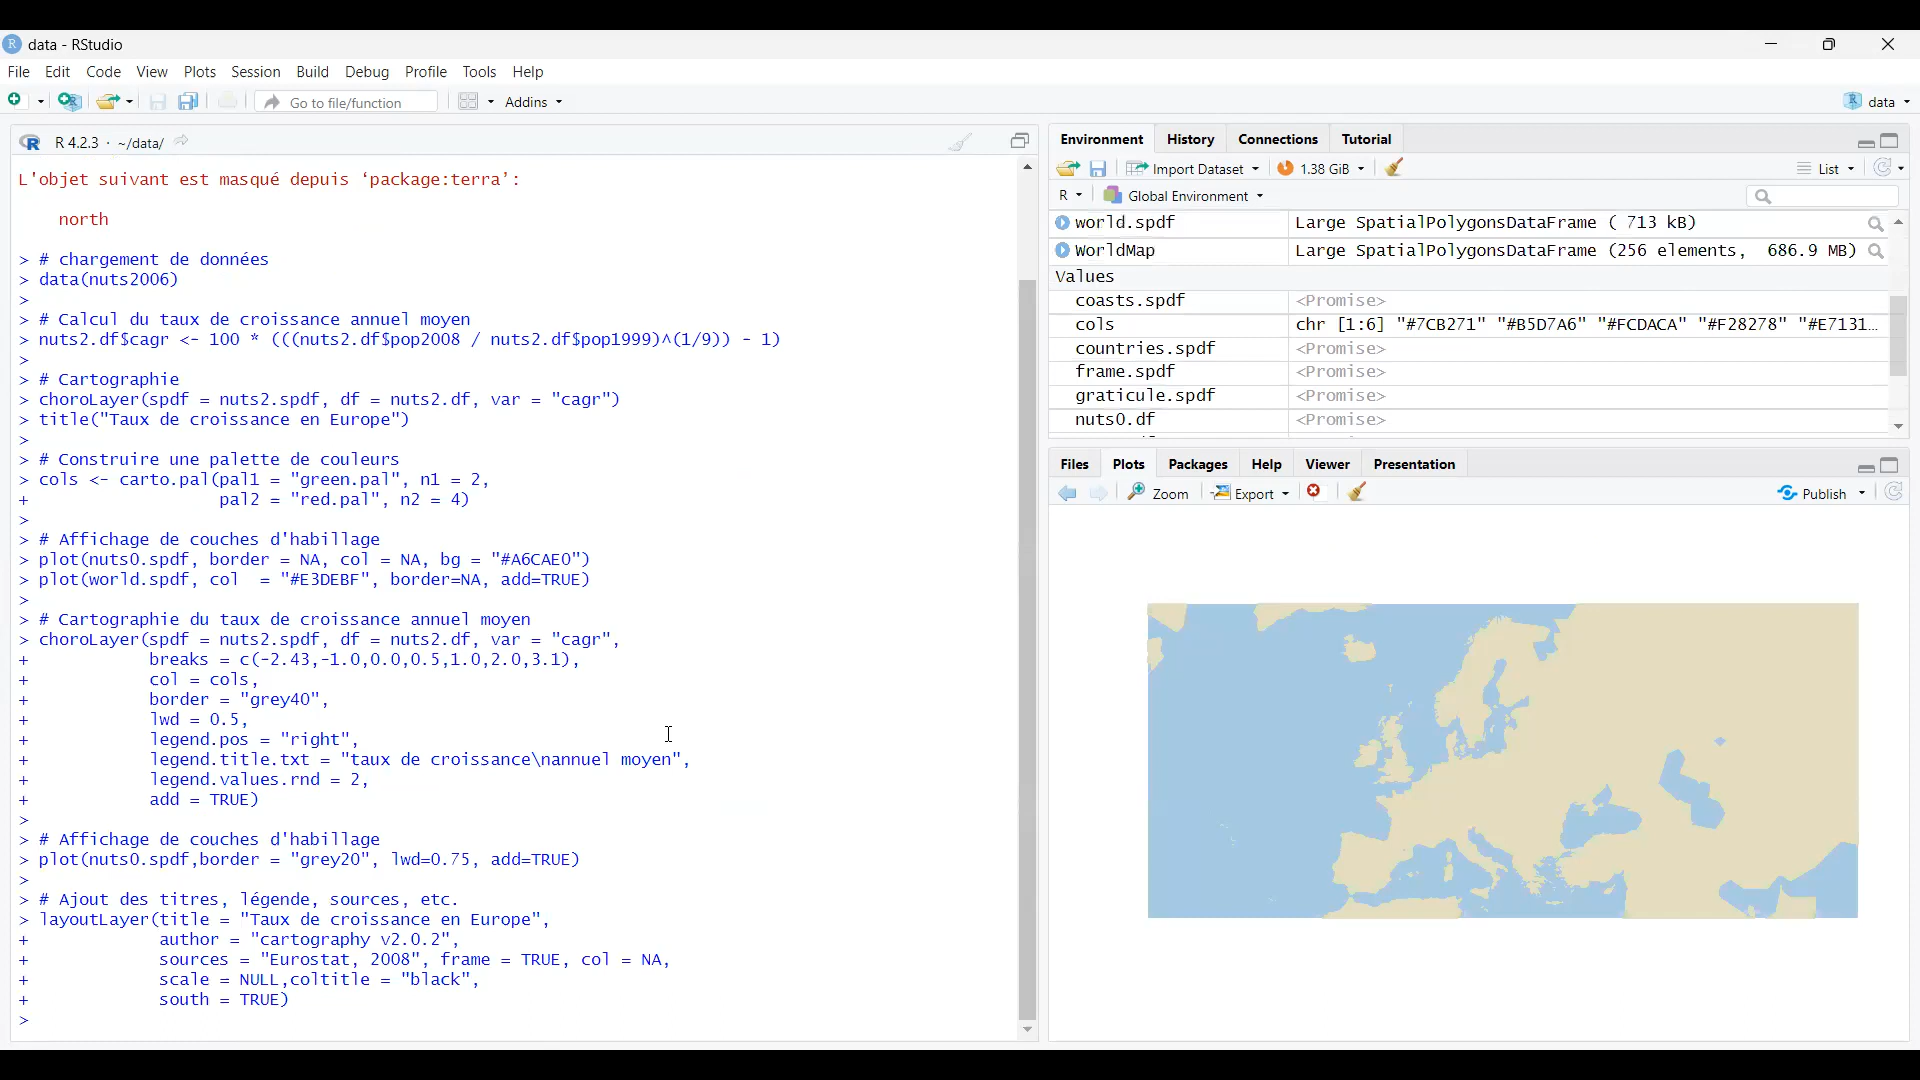 data - RStudio
File Edit Code View Plots Session Build Debug Profile Tools Help
Go to file/function Addins data
R 4.2.3 · ~/data/
L'objet suivant est masqué depuis ‘package:terra’:
north
> # chargement de données
> data(nuts2006)
>
> # Calcul du taux de croissance annuel moyen
> nuts2.df$cagr <- 100 * (((nuts2.df$pop2008 / nuts2.df$pop1999)^(1/9)) - 1)
>
> # Cartographie
> choroLayer(spdf = nuts2.spdf, df = nuts2.df, var = "cagr")
> title("Taux de croissance en Europe")
>
> # Construire une palette de couleurs
> cols <- carto.pal(pal1 = "green.pal", n1 = 2,
+                   pal2 = "red.pal", n2 = 4)
>
> # Affichage de couches d'habillage
> plot(nuts0.spdf, border = NA, col = NA, bg = "#A6CAE0")
> plot(world.spdf, col  = "#E3DEBF", border=NA, add=TRUE)
>
> # Cartographie du taux de croissance annuel moyen
> choroLayer(spdf = nuts2.spdf, df = nuts2.df, var = "cagr",
+            breaks = c(-2.43,-1.0,0.0,0.5,1.0,2.0,3.1),
+            col = cols,
+            border = "grey40",
+            lwd = 0.5,
+            legend.pos = "right",
+            legend.title.txt = "taux de croissance\nannuel moyen",
+            legend.values.rnd = 2,
+            add = TRUE)
>
> # Affichage de couches d'habillage
> plot(nuts0.spdf,border = "grey20", lwd=0.75, add=TRUE)
>
> # Ajout des titres, légende, sources, etc.
> layoutLayer(title = "Taux de croissance en Europe",
+             author = "cartography v2.0.2",
+             sources = "Eurostat, 2008", frame = TRUE, col = NA,
+             scale = NULL,coltitle = "black",
+             south = TRUE)
>
Environment History Connections Tutorial
Import Dataset 1.38 GiB List
R Global Environment
world.spdf Large SpatialPolygonsDataFrame ( 713 kB)
WorldMap Large SpatialPolygonsDataFrame (256 elements, 686.9 MB)
Values
coasts.spdf <Promise>
cols chr [1:6] "#7CB271" "#B5D7A6" "#FCDACA" "#F28278" "#E7131...
countries.spdf <Promise>
frame.spdf <Promise>
graticule.spdf <Promise>
nuts0.df <Promise>
Files Plots Packages Help Viewer Presentation
Zoom Export Publish